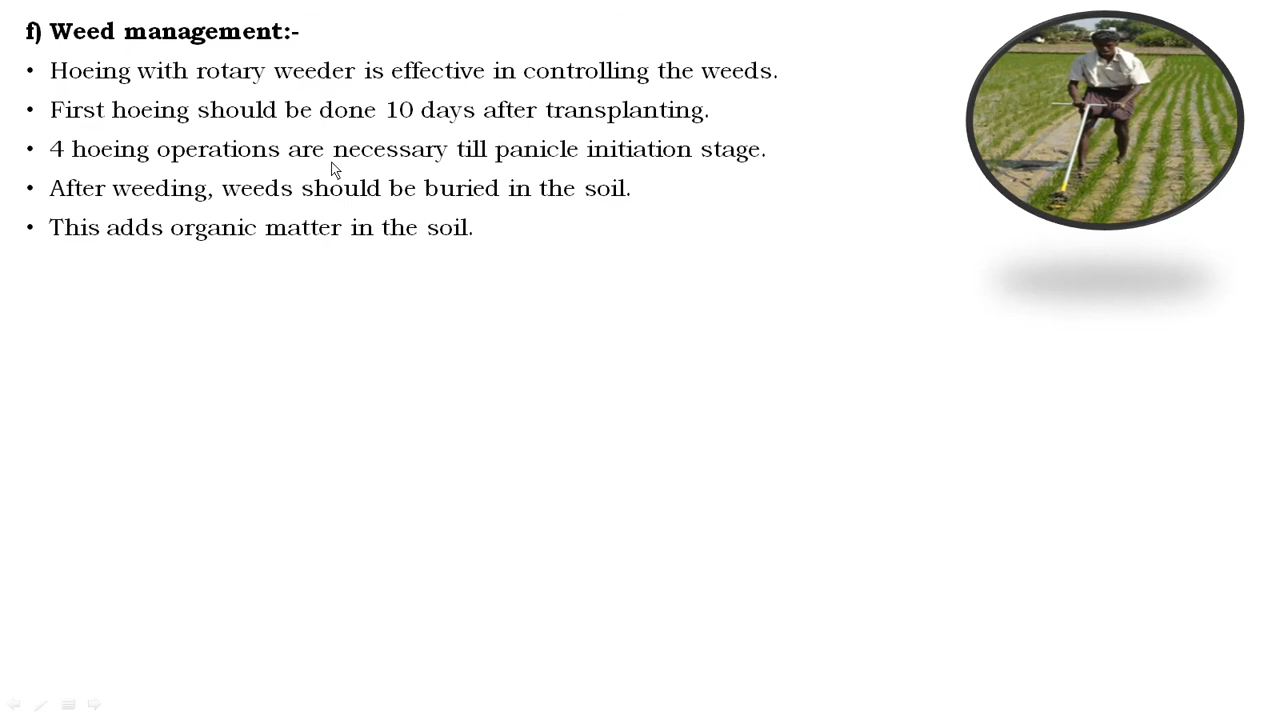 f) Weed management:-
• Hoeing with rotary weeder is effective in controlling the weeds.
• First hoeing should be done 10 days after transplanting.
• 4 hoeing operations are necessary till panicle initiation stage.
• After weeding, weeds should be buried in the soil.
• This adds organic matter in the soil.